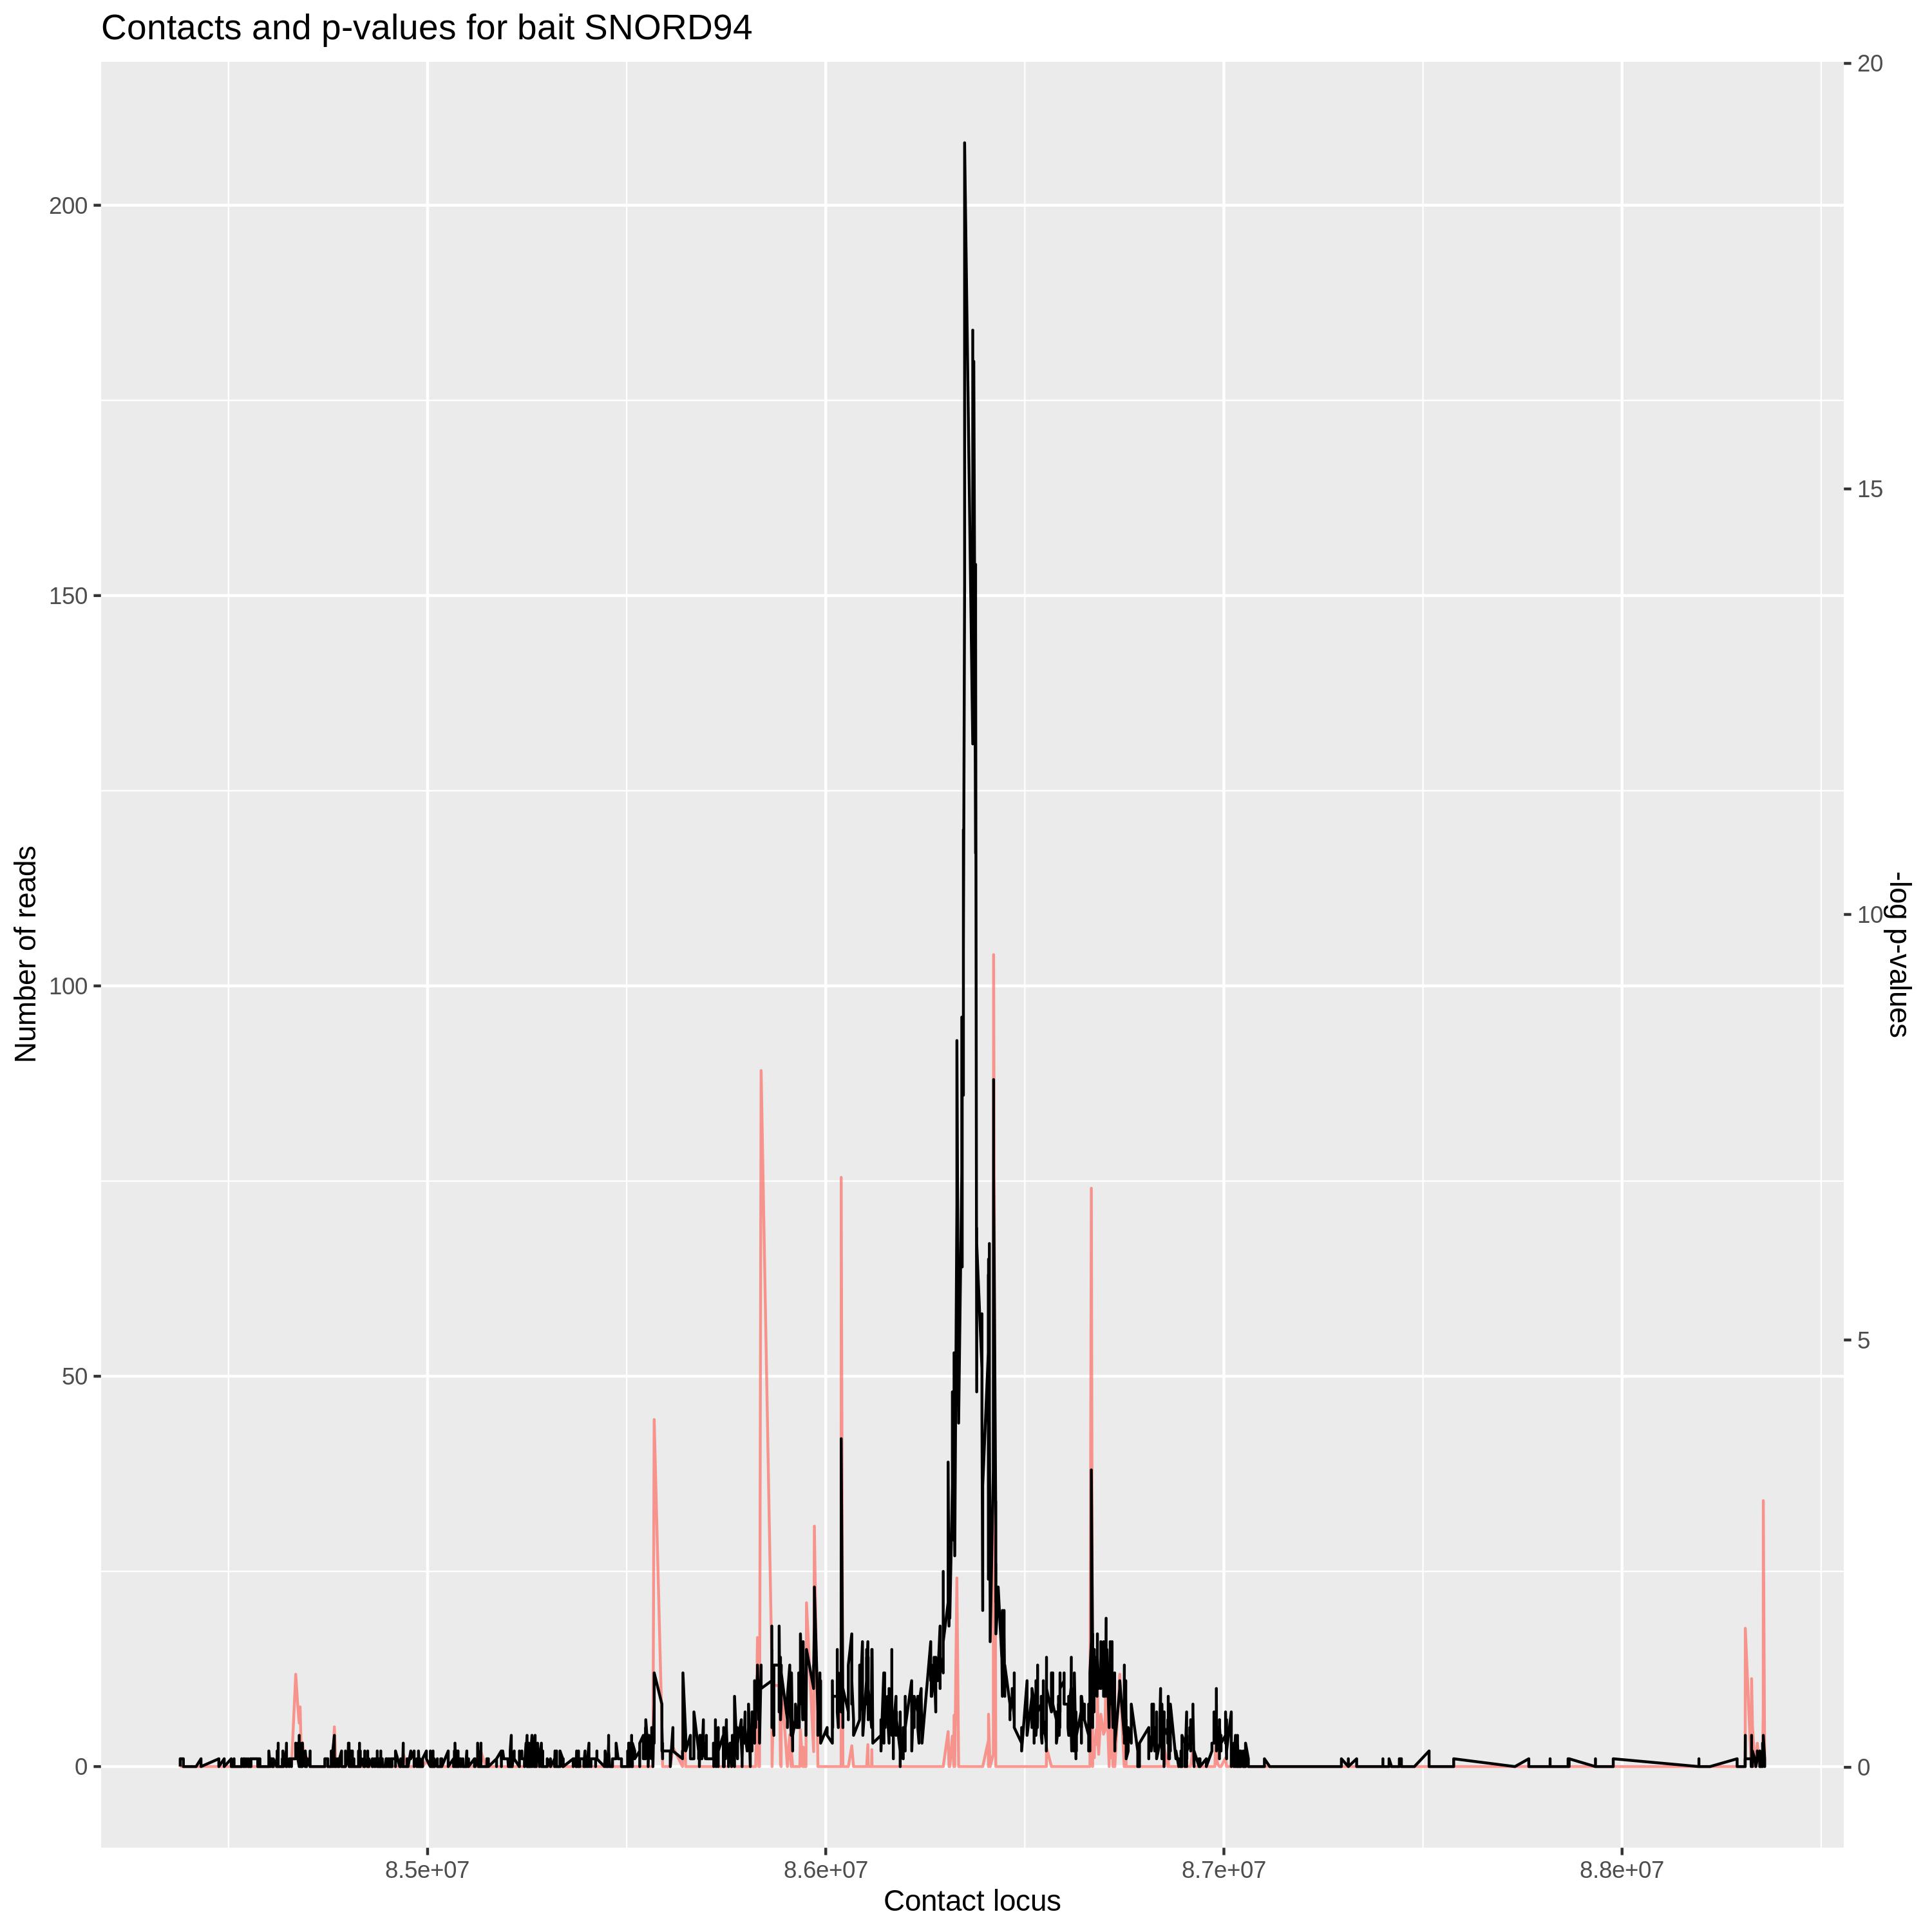 Contacts and p-values for bait SNORD94
20
200
15
150
10
100
5
50
0
0
Number of reads
-log p-values
8.5e+07
8.6e+07
8.7e+07
8.8e+07
Contact locus